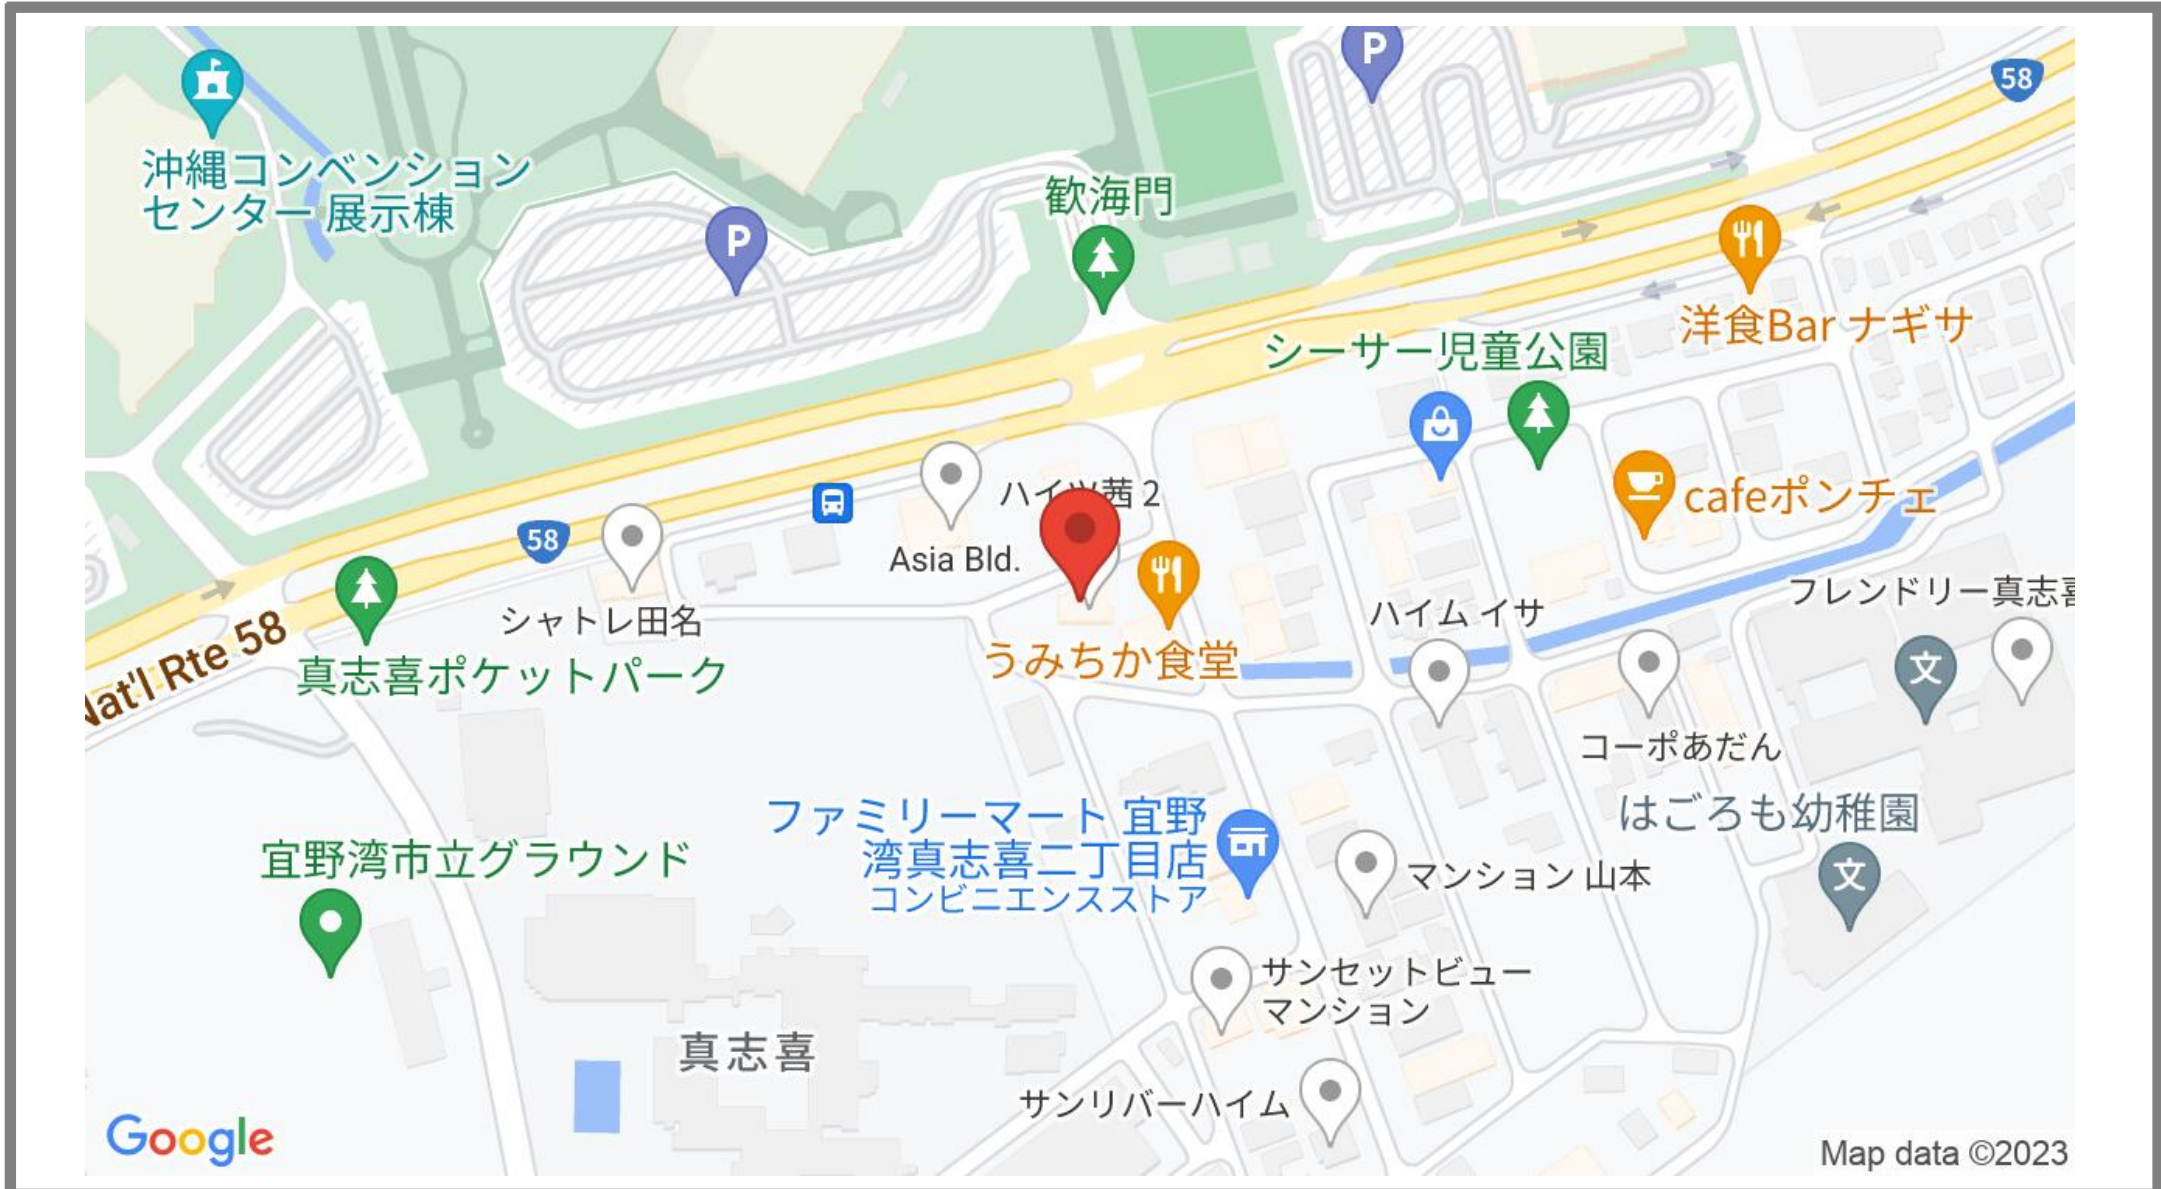 P
58
沖縄コンベンション
センター 展示棟
歓海門
P
洋食Bar ナギサ
シーサー児童公園
ハイツ茜 2
cafeポンチェ
58
Asia Bld.
フレンドリー真志喜
シャトレ田名
ハイム イサ
Nat'l Rte 58
真志喜ポケットパーク
うみちか食堂
文
コーポあだん
ファミリーマート 宜野
湾真志喜二丁目店
コンビニエンスストア
はごろも幼稚園
宜野湾市立グラウンド
マンション 山本
文
サンセットビュー
マンション
真志喜
サンリバーハイム
Google
Map data ©2023